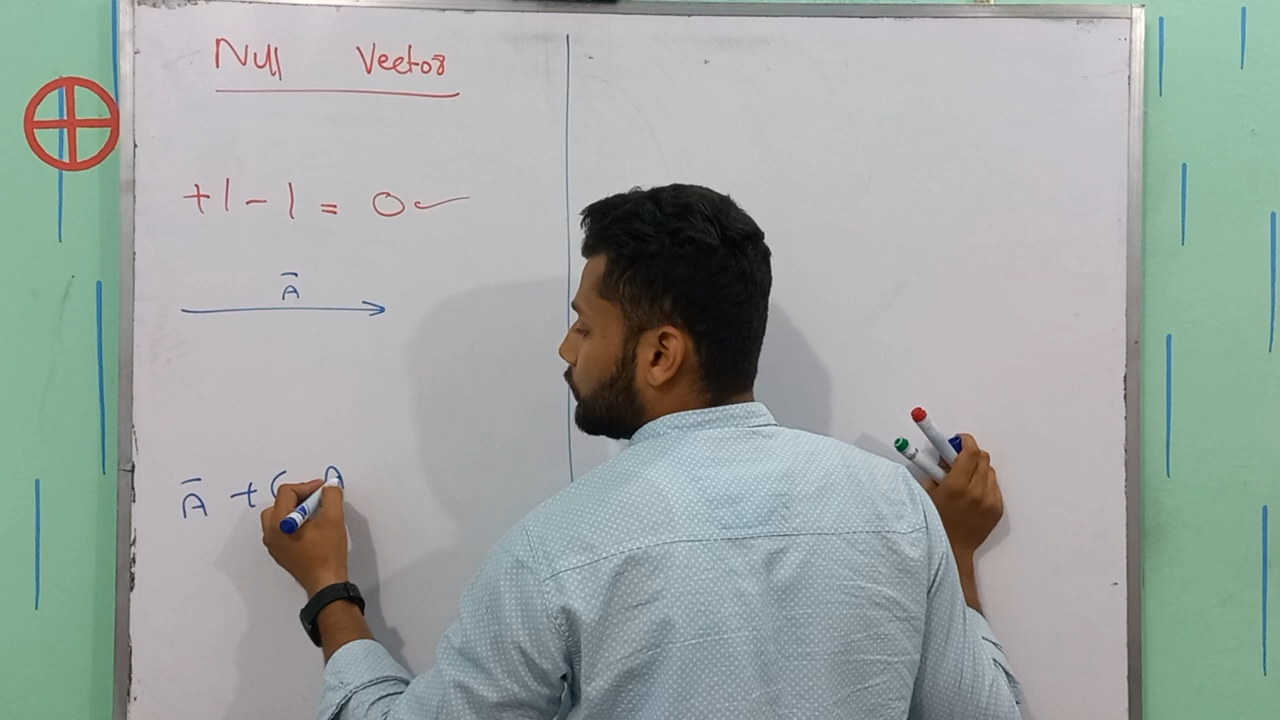 Null Vector
+1 - 1 = 0
A̅
A̅ + ( A